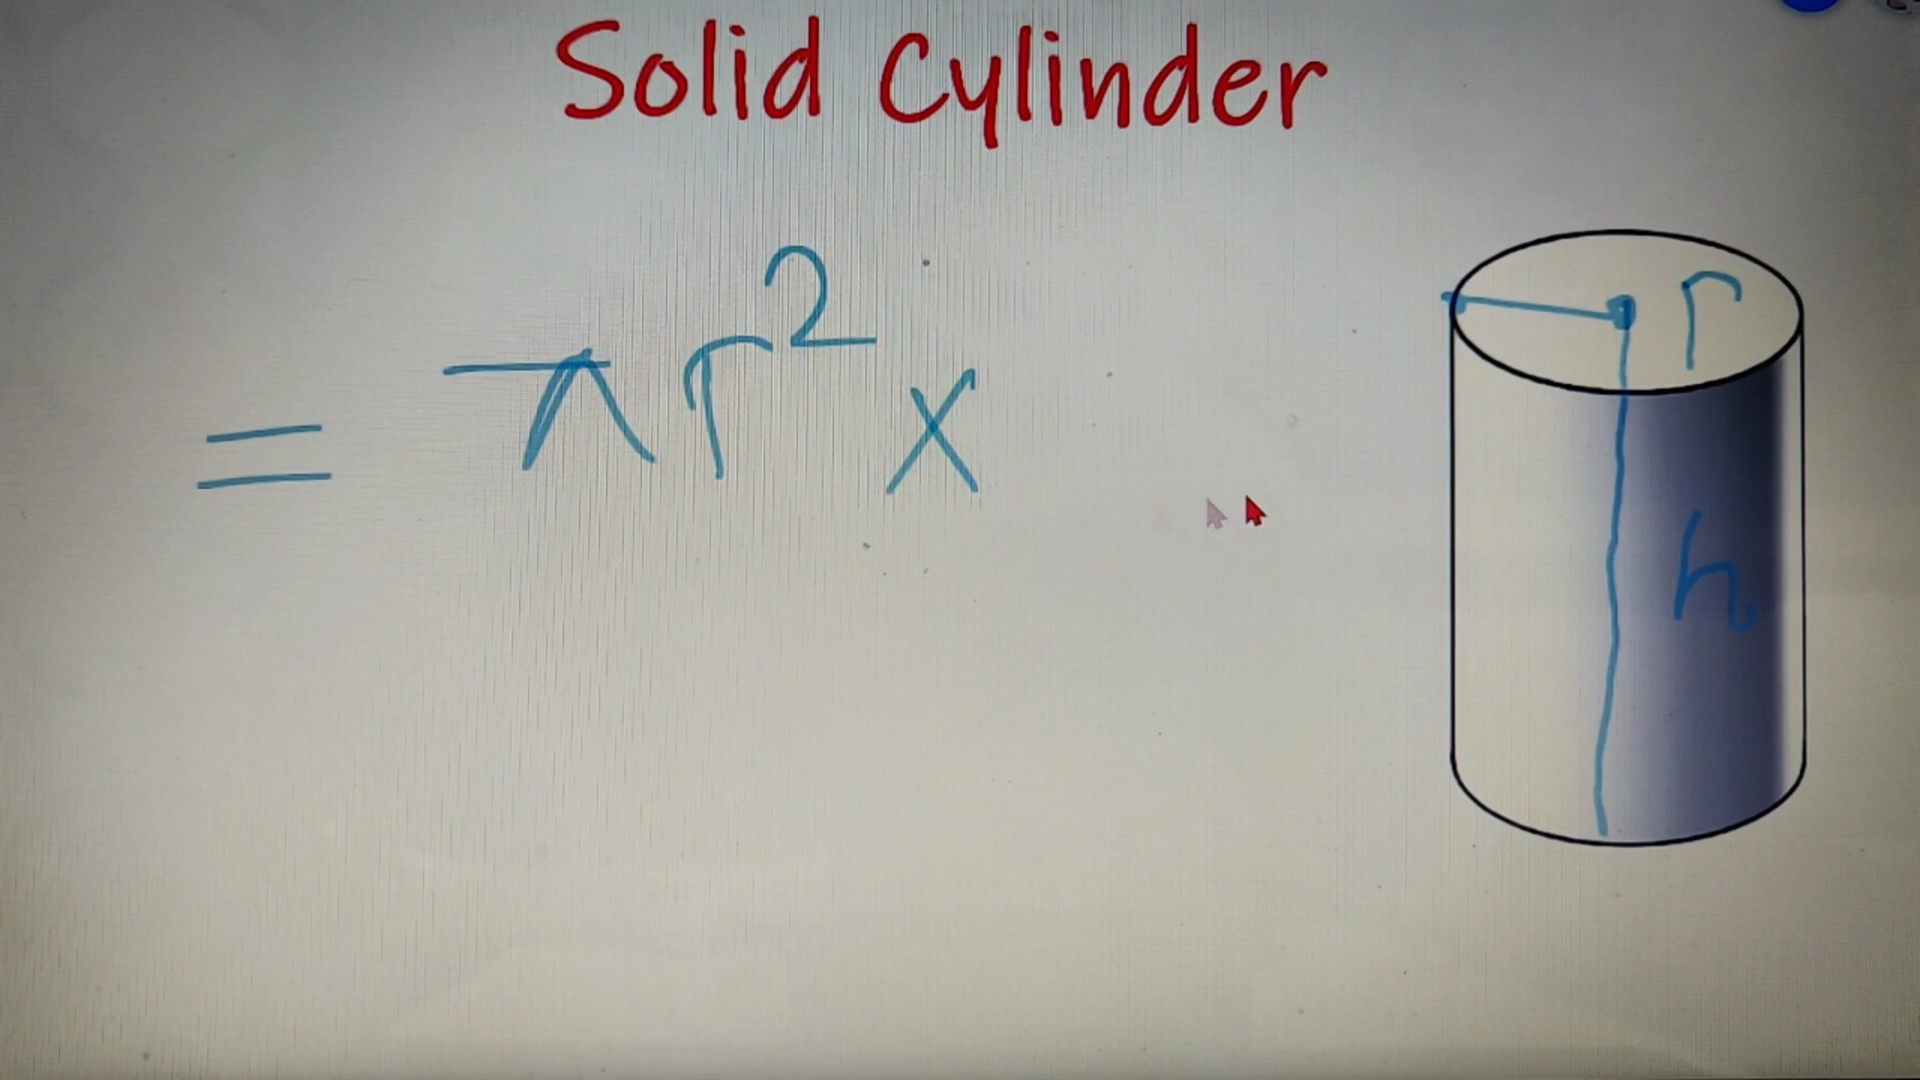 Solid Cylinder
= πr² x
r
h